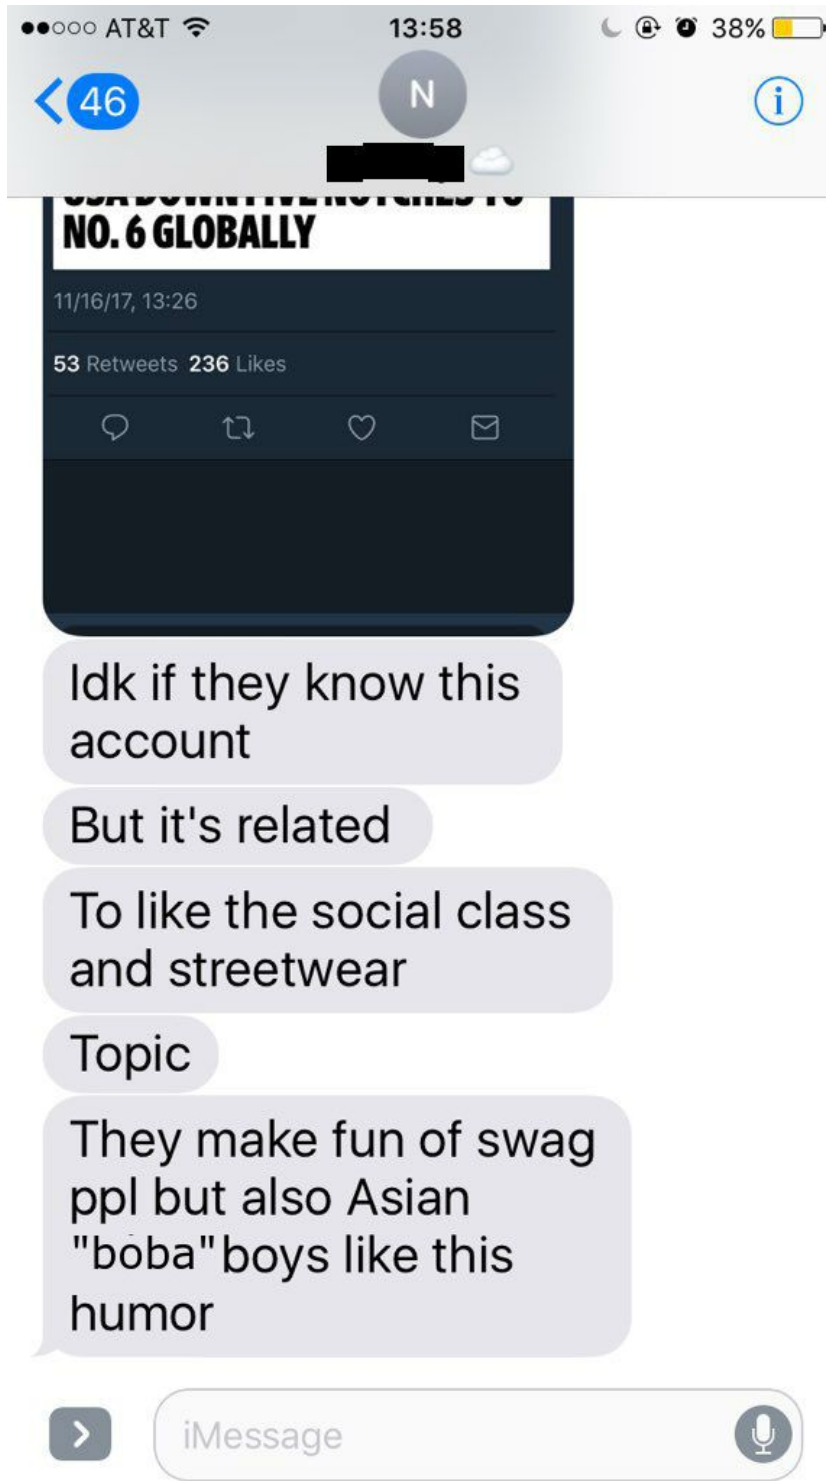 AT&T 13:58 38%
46
N
NO. 6 GLOBALLY
11/16/17, 13:26
53 Retweets 236 Likes
Idk if they know this
account
But it's related
To like the social class
and streetwear
Topic
They make fun of swag
ppl but also Asian
"boba" boys like this
humor
iMessage